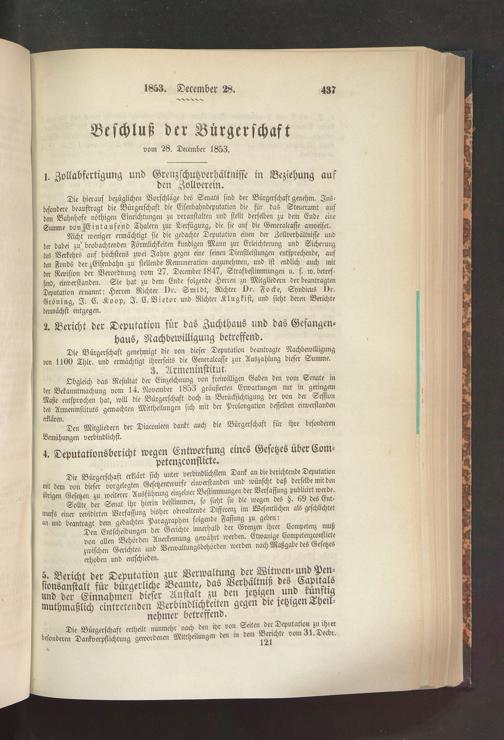 1853. December 28. 437
Beschluß der Bürgerschaft
vom 28. December 1853.
1. Zollabfertigung und Grenzschutzverhältnisse in Beziehung auf
den Zollverein.
Die hierauf bezüglichen Vorschläge des Senats sind der Bürgerschaft genehm. Ins-
besondere beauftragt die Bürgerschaft die Eisenbahndeputation die für das Steueramt auf
dem Bahnhofe nöthigen Einrichtungen zu veranstalten und stellt derselben zu dem Ende eine
Summe von Eintausend Thalern zur Verfügung, die sie auf die Generalcasse anweiset.
Nicht weniger ermächtigt sie die gedachte Deputation einen der Zollverhältnisse und
der dabei zu beobachtenden Förmlichkeiten kundigen Mann zur Erleichterung und Sicherung
des Verkehrs auf höchstens zwei Jahre gegen eine seinen Dienstleistungen entsprechende, auf
den Fonds der Eisenbahn zu stellende Remuneration anzunehmen, und ist endlich auch mit
der Revision der Verordnung vom 27. December 1847, Strafbestimmungen u. s. w. betref-
fend, einverstanden. Sie hat zu dem Ende folgende Herren zu Mitgliedern der beantragten
Deputation ernannt: Herren Richter Dr. Smidt, Richter Dr. Focke, Syndicus Dr.
Gröning, J. C. Koop, J. C. Vietor und Richter Klugkist, und sieht deren Berichte
demnächst entgegen.
2. Bericht der Deputation für das Zuchthaus und das Gefangen-
haus, Nachbewilligung betreffend.
Die Bürgerschaft genehmigt die von dieser Deputation beantragte Nachbewilligung
von 1100 Thlr. und ermächtigt ihrerseits die Generalcasse zur Auszahlung dieser Summe.
3. Armeninstitut.
Obgleich das Resultat der Einzeichnung von freiwilligen Gaben den vom Senate in
der Bekanntmachung vom 14. November 1853 geäußerten Erwartungen nur in geringem
Maße entsprochen hat, will die Bürgerschaft doch in Berücksichtigung der von der Session
des Armeninstituts gemachten Mittheilungen sich mit der Prolongation desselben einverstanden
erklären.
Den Mitgliedern der Diaconieen dankt auch die Bürgerschaft für ihre besonderen
Bemühungen verbindlichst.
4. Deputationsbericht wegen Entwerfung eines Gesetzes über Com-
petenzconflicte.
Die Bürgerschaft erklärt sich unter verbindlichstem Dank an die berichtende Deputation
mit dem von dieser vorgelegten Gesetzentwurfe einverstanden und wünscht daß derselbe mit den
übrigen Gesetzen zu weiterer Ausführung einzelner Bestimmungen der Verfassung publicirt werde.
Sollte der Senat ihr hierin beistimmen, so sieht sie die wegen des §. 69 des Ent-
wurfs einer revidirten Verfassung bisher obwaltende Differenz im Wesentlichen als geschlichtet
an und beantragt dem gedachten Paragraphen folgende Fassung zu geben:
Den Entscheidungen der Gerichte innerhalb der Grenzen ihrer Competenz muß
von allen Behörden Anerkennung gewährt werden. Etwanige Competenzconflicte
zwischen Gerichten und Verwaltungsbehörden werden nach Maßgabe des Gesetzes
erhoben und entschieden.
5. Bericht der Deputation zur Verwaltung der Witwen- und Pen-
sionsanstalt für bürgerliche Beamte, das Verhältniß des Capitals
und der Einnahmen dieser Anstalt zu den jetzigen und künftig
muthmaßlich eintretenden Verbindlichkeiten gegen die jetzigen Theil-
nehmer betreffend.
Die Bürgerschaft ertheilt nunmehr nach den ihr von Seiten der Deputation zu ihrer
besonderen Dankverpflichtung gewordenen Mittheilungen den in dem Berichte vom 31. Decbr.
121